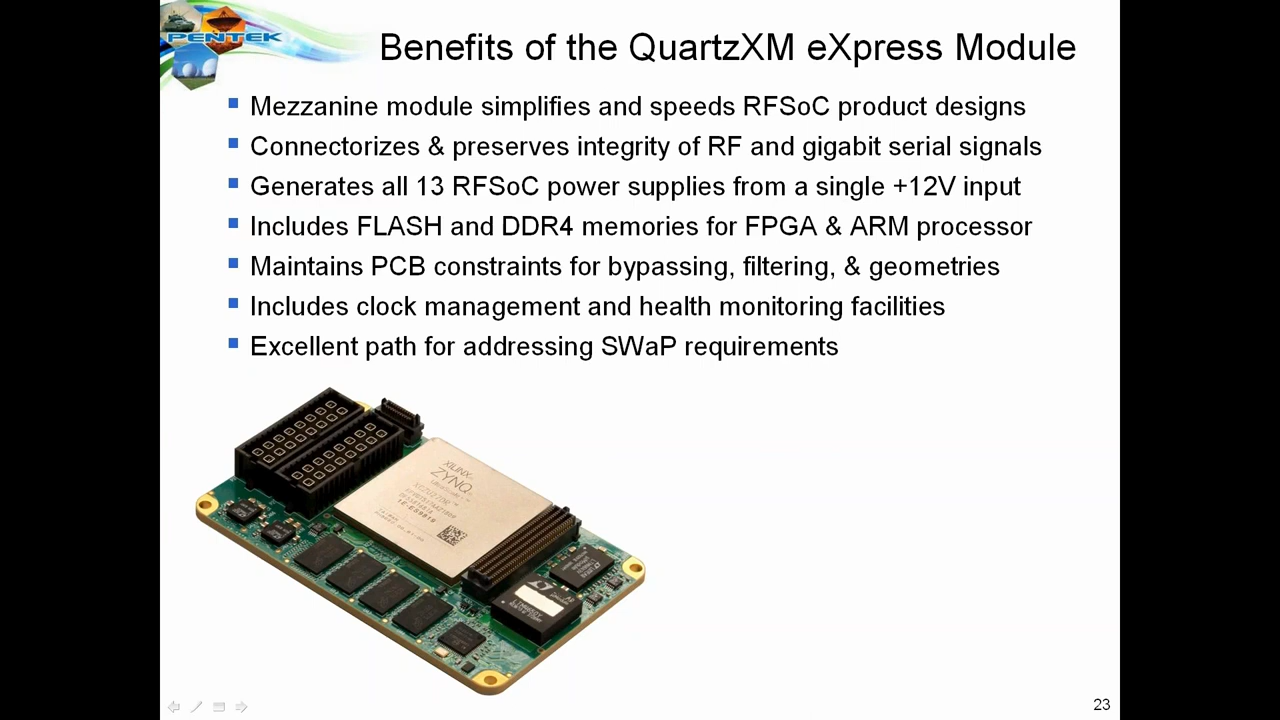 PENTEK
Benefits of the QuartzXM eXpress Module
Mezzanine module simplifies and speeds RFSoC product designs
Connectorizes & preserves integrity of RF and gigabit serial signals
Generates all 13 RFSoC power supplies from a single +12V input
Includes FLASH and DDR4 memories for FPGA & ARM processor
Maintains PCB constraints for bypassing, filtering, & geometries
Includes clock management and health monitoring facilities
Excellent path for addressing SWaP requirements
XILINX
ZYNQ
23